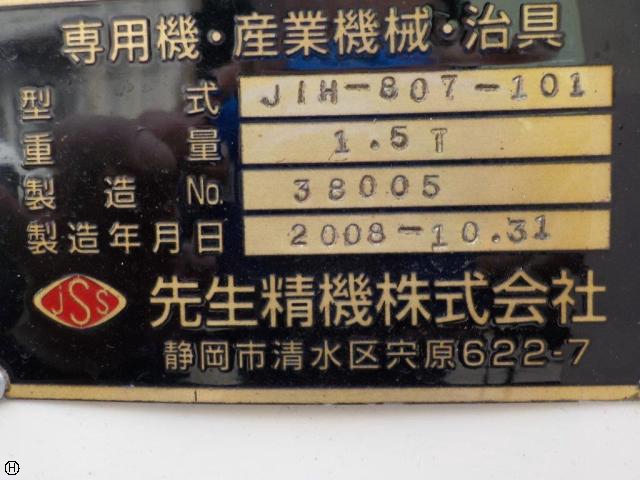 専用機・産業機械・治具
型式 JIH-807-101
重量 1.5T
製造No. 38005
製造年月日 2008-10.31
JSS 先生精機株式会社
静岡市清水区宍原622-7
H